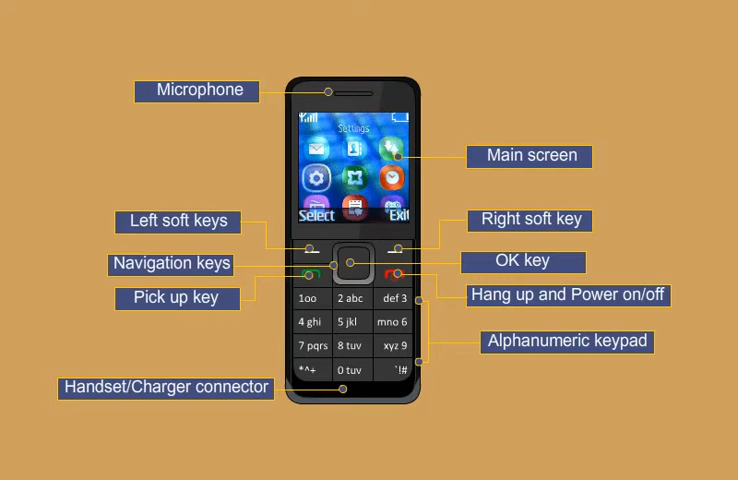 Microphone
Settings
Main screen
Select
Exit
Left soft keys
Right soft key
Navigation keys
OK key
Pick up key
Hang up and Power on/off
1oo
2 abc
def 3
4 ghi
5 jkl
mno 6
Alphanumeric keypad
7 pqrs
8 tuv
xyz 9
*^+
0 tuv
`!#
Handset/Charger connector